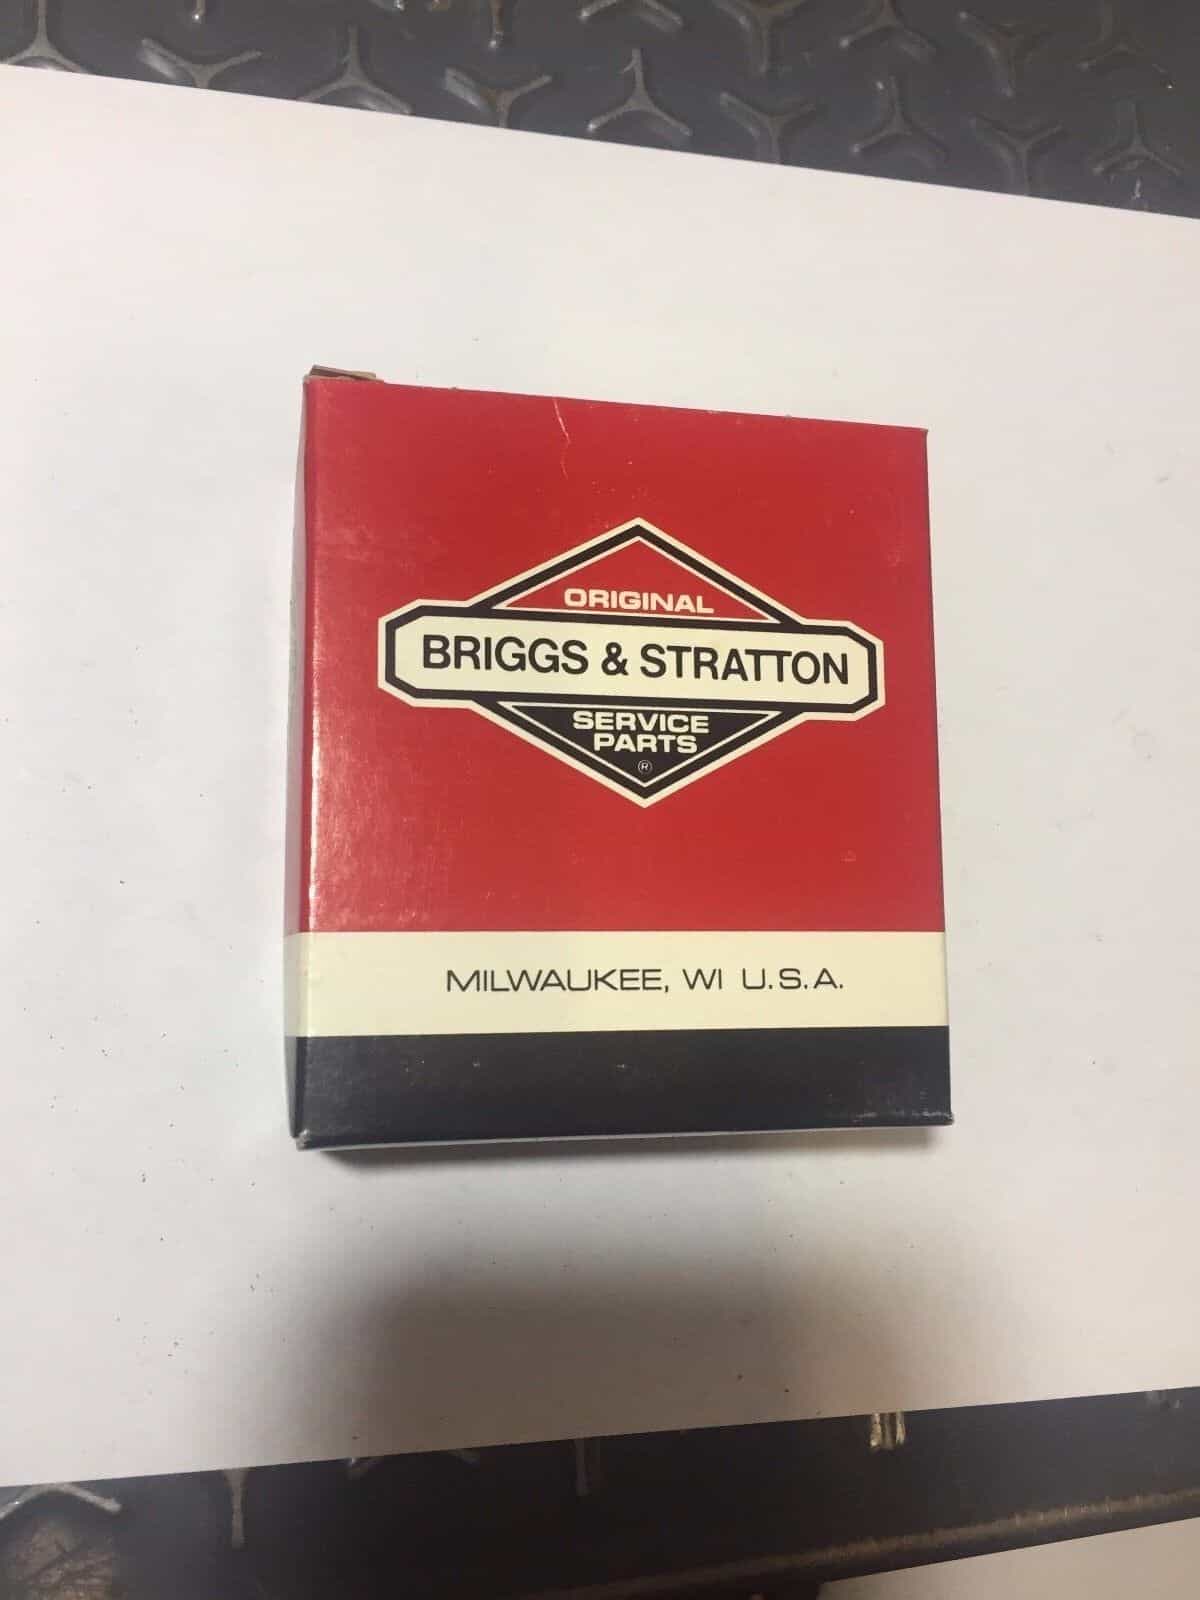 ORIGINAL
BRIGGS & STRATTON
SERVICE
PARTS
®
MILWAUKEE, WI U.S.A.